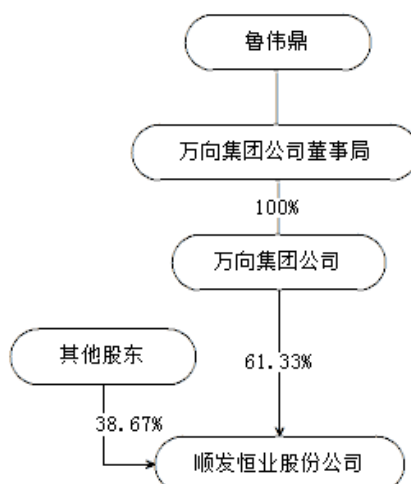 鲁伟鼎
万向集团公司董事局
100%
万向集团公司
其他股东
61.33%
38.67%
顺发恒业股份公司